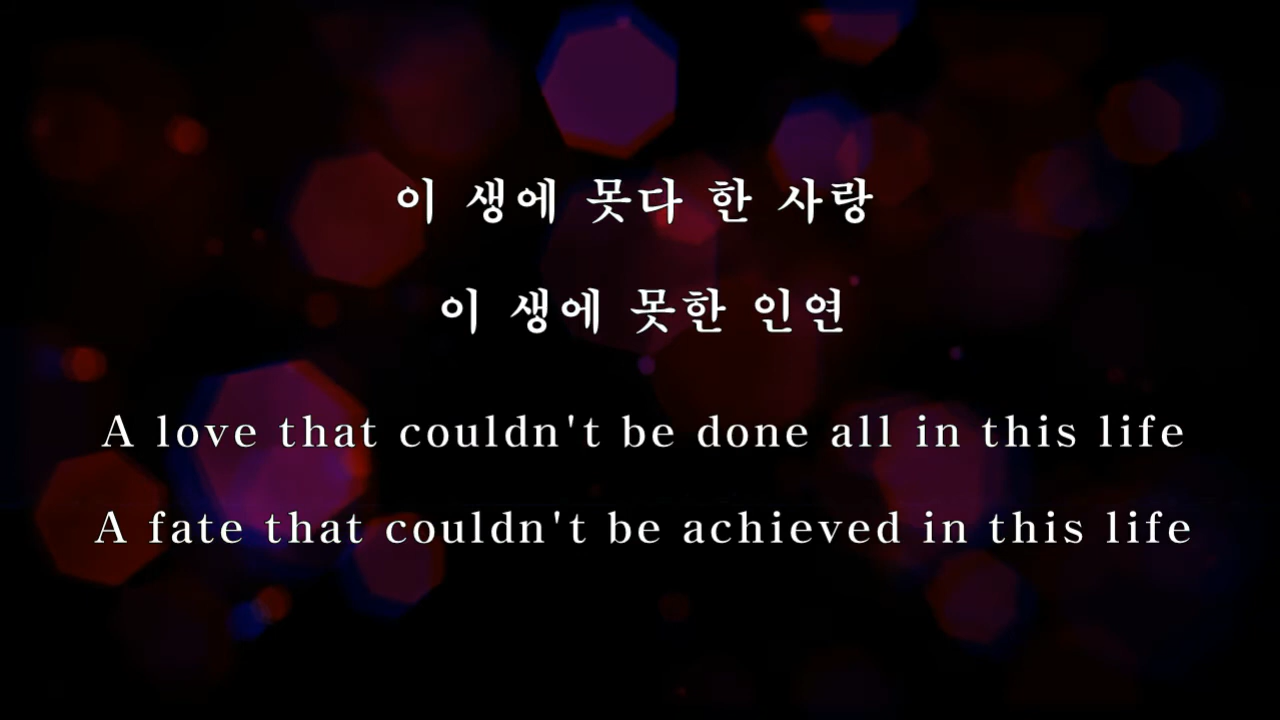 이 생에 못다 한 사랑
이 생에 못한 인연
A love that couldn't be done all in this life
A fate that couldn't be achieved in this life